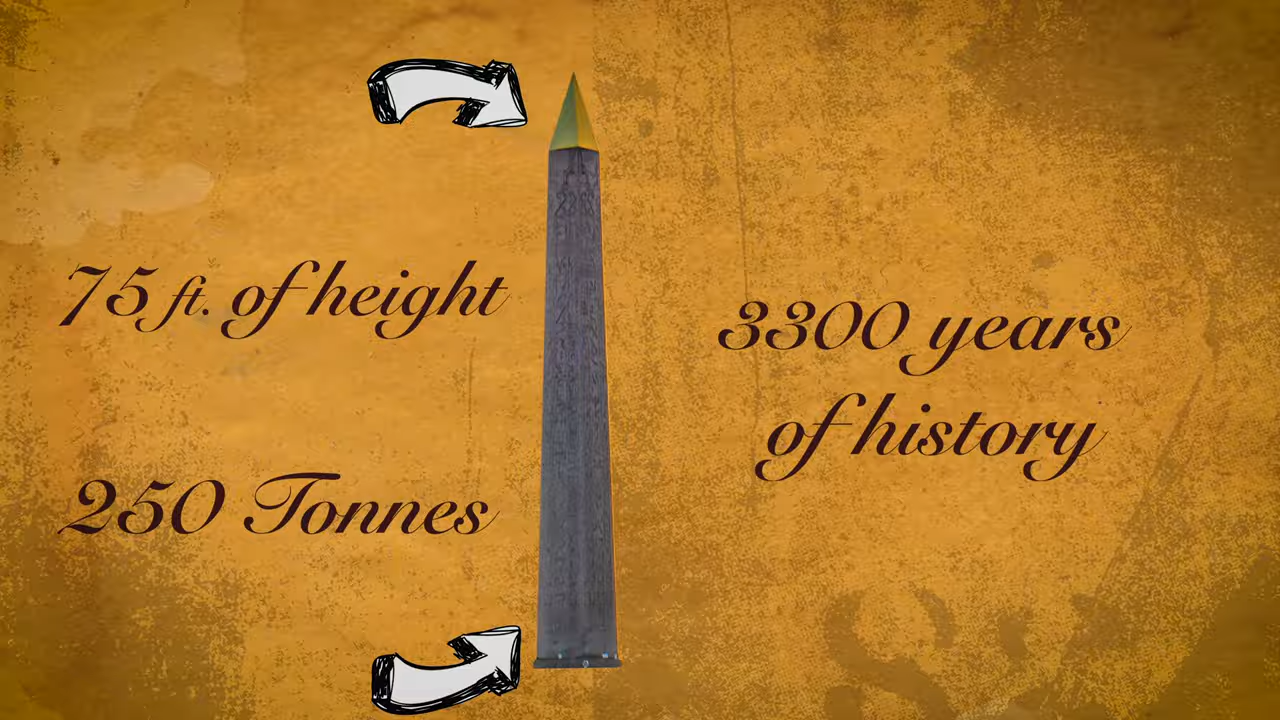 75 ft. of height
250 Tonnes
3300 years
of history